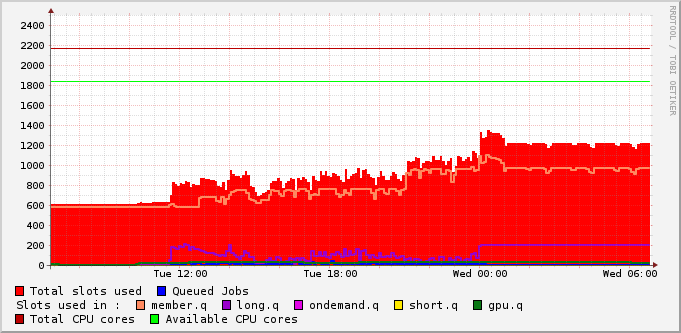 RRDTOOL / TOBI OETIKER
2400
2200
2000
1800
1600
1400
1200
1000
800
600
400
200
0
Tue 12:00 Tue 18:00 Wed 00:00 Wed 06:00
Total slots used Queued Jobs
Slots used in : member.q long.q ondemand.q short.q gpu.q
Total CPU cores Available CPU cores